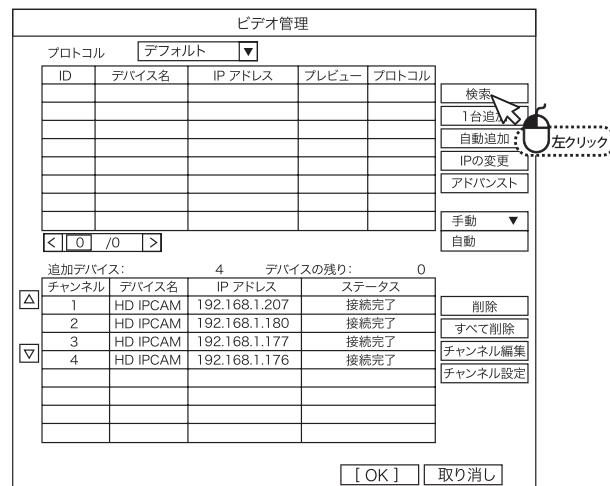 ビデオ管理
プロトコル デフォルト ▼
ID デバイス名 IP アドレス プレビュー プロトコル
検索
1台追加
自動追加
左クリック
IPの変更
アドバンスト
手動 ▼
自動
< 0 /0 >
追加デバイス: 4 デバイスの残り: 0
チャンネル デバイス名 IP アドレス ステータス
1 HD IPCAM 192.168.1.207 接続完了
2 HD IPCAM 192.168.1.180 接続完了
3 HD IPCAM 192.168.1.177 接続完了
4 HD IPCAM 192.168.1.176 接続完了
削除
すべて削除
チャンネル編集
チャンネル設定
[ OK ] 取り消し